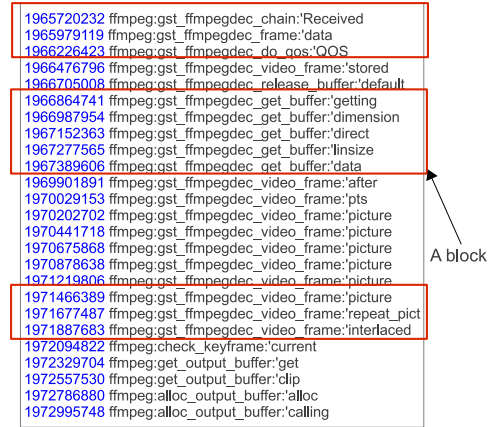 1965720232 ffmpeg:gst_ffmpegdec_chain:'Received
1965979119 ffmpeg:gst_ffmpegdec_frame:'data
1966226423 ffmpeg:gst_ffmpegdec_do_qos:'QOS
1966476796 ffmpeg:gst_ffmpegdec_video_frame:'stored
1966705008 ffmpeg:gst_ffmpegdec_release_buffer:'default
1966864741 ffmpeg:gst_ffmpegdec_get_buffer:'getting
1966987954 ffmpeg:gst_ffmpegdec_get_buffer:'dimension
1967152363 ffmpeg:gst_ffmpegdec_get_buffer:'direct
1967277565 ffmpeg:gst_ffmpegdec_get_buffer:'linsize
1967389606 ffmpeg:gst_ffmpegdec_get_buffer:'data
1969901891 ffmpeg:gst_ffmpegdec_video_frame:'after
1970029153 ffmpeg:gst_ffmpegdec_video_frame:'pts
1970202702 ffmpeg:gst_ffmpegdec_video_frame:'picture
1970441718 ffmpeg:gst_ffmpegdec_video_frame:'picture
1970675868 ffmpeg:gst_ffmpegdec_video_frame:'picture
1970878638 ffmpeg:gst_ffmpegdec_video_frame:'picture
1971219806 ffmpeg:gst_ffmpegdec_video_frame:'picture
1971466389 ffmpeg:gst_ffmpegdec_video_frame:'picture
1971677487 ffmpeg:gst_ffmpegdec_video_frame:'repeat_pict
1971887683 ffmpeg:gst_ffmpegdec_video_frame:'interlaced
1972094822 ffmpeg:check_keyframe:'current
1972329704 ffmpeg:get_output_buffer:'get
1972557530 ffmpeg:get_output_buffer:'clip
1972786880 ffmpeg:alloc_output_buffer:'alloc
1972995748 ffmpeg:alloc_output_buffer:'calling
A block